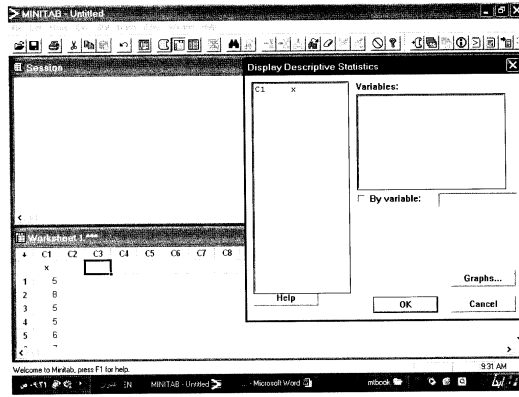 MINITAB - Untitled
Session
Display Descriptive Statistics
C1 x
Variables:
By variable:
Graphs...
Help
OK
Cancel
Worksheet 1 ***
C1 C2 C3 C4 C5 C6 C7 C8
x
1 5
2 8
3 5
4 5
5 6
Welcome to Minitab, press F1 for help.
9:31 AM
EN
MINITAB - Untitled
... - Microsoft Word
mtbook